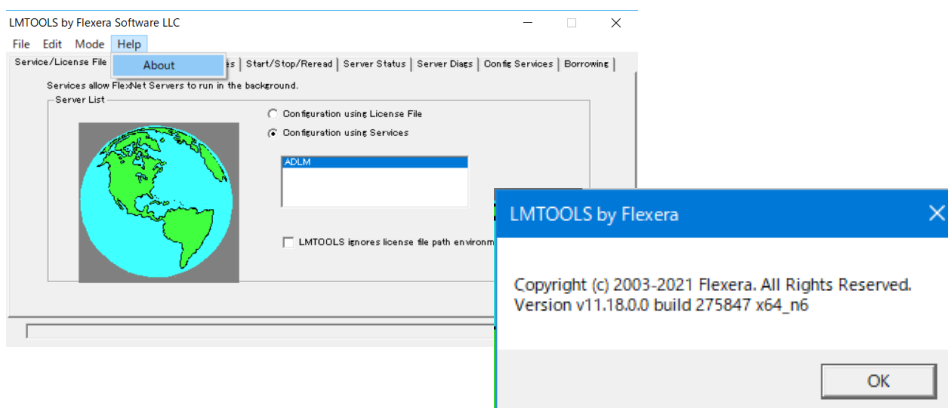 LMTOOLS by Flexera Software LLC
File Edit Mode Help
About
Service/License File
Start/Stop/Reread Server Status Server Diags Config Services Borrowing
Services allow FlexNet Servers to run in the background.
Server List
Configuration using License File
Configuration using Services
ADLM
LMTOOLS ignores license file path
LMTOOLS by Flexera
Copyright (c) 2003-2021 Flexera. All Rights Reserved.
Version v11.18.0.0 build 275847 x64_n6
OK